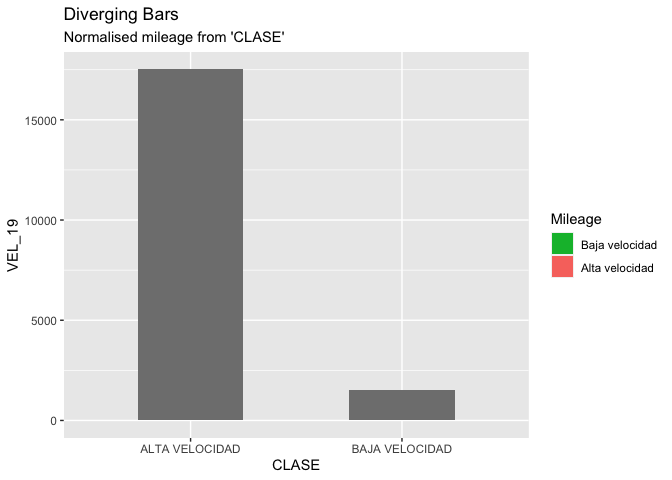 Diverging Bars
Normalised mileage from 'CLASE'
VEL_19
15000
10000
5000
0
ALTA VELOCIDAD
BAJA VELOCIDAD
CLASE
Mileage
Baja velocidad
Alta velocidad